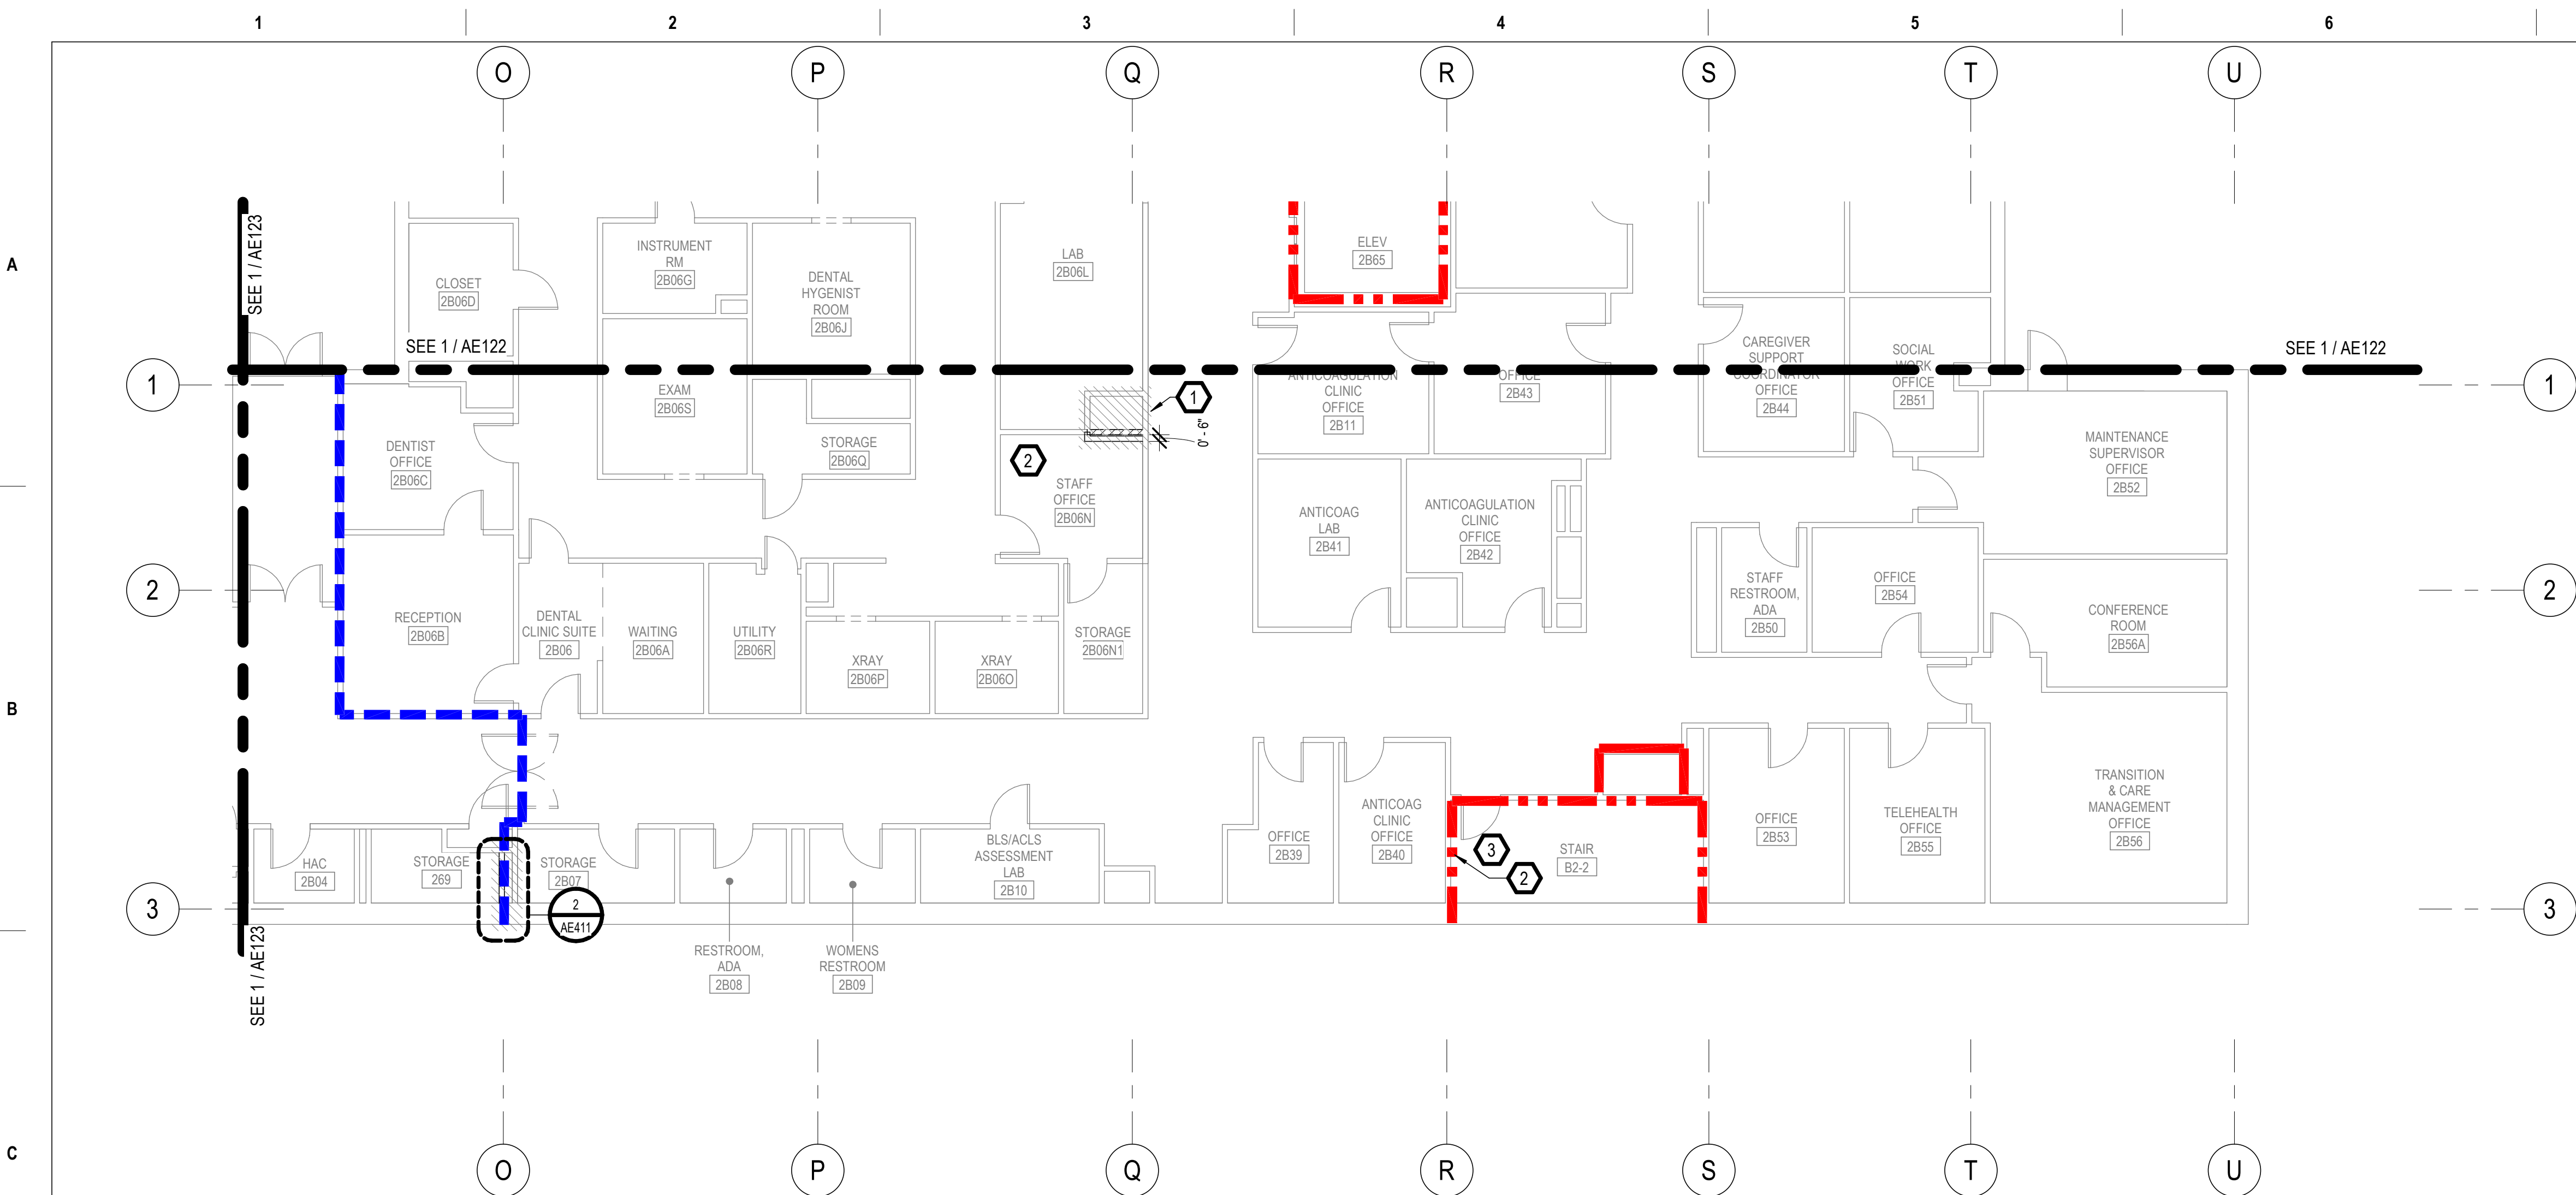 1 2 3 4 5 6
O P Q R S T U
A
B
C
SEE 1 / AE123
SEE 1 / AE122
SEE 1 / AE122
1
1
2
2
3
3
CLOSET
2B06D
INSTRUMENT
RM
2B06G
DENTAL
HYGENIST
ROOM
2B06J
LAB
2B06L
ELEV
2B65
EXAM
2B06S
STORAGE
2B06Q
DENTIST
OFFICE
2B06C
1
0' - 6"
2
STAFF
OFFICE
2B06N
ANTICOAGULATION
CLINIC
OFFICE
2B11
OFFICE
2B43
CAREGIVER
SUPPORT
COORDINATOR
OFFICE
2B44
SOCIAL
WORK
OFFICE
2B51
MAINTENANCE
SUPERVISOR
OFFICE
2B52
ANTICOAG
LAB
2B41
ANTICOAGULATION
CLINIC
OFFICE
2B42
STAFF
RESTROOM,
ADA
2B50
OFFICE
2B54
CONFERENCE
ROOM
2B56A
RECEPTION
2B06B
DENTAL
CLINIC SUITE
2B06
WAITING
2B06A
UTILITY
2B06R
XRAY
2B06P
XRAY
2B06O
STORAGE
2B06N1
HAC
2B04
STORAGE
269
STORAGE
2B07
2
AE411
BLS/ACLS
ASSESSMENT
LAB
2B10
OFFICE
2B39
ANTICOAG
CLINIC
OFFICE
2B40
3
2
STAIR
B2-2
OFFICE
2B53
TELEHEALTH
OFFICE
2B55
TRANSITION
& CARE
MANAGEMENT
OFFICE
2B56
RESTROOM,
ADA
2B08
WOMENS
RESTROOM
2B09
SEE 1 / AE123
O P Q R S T U